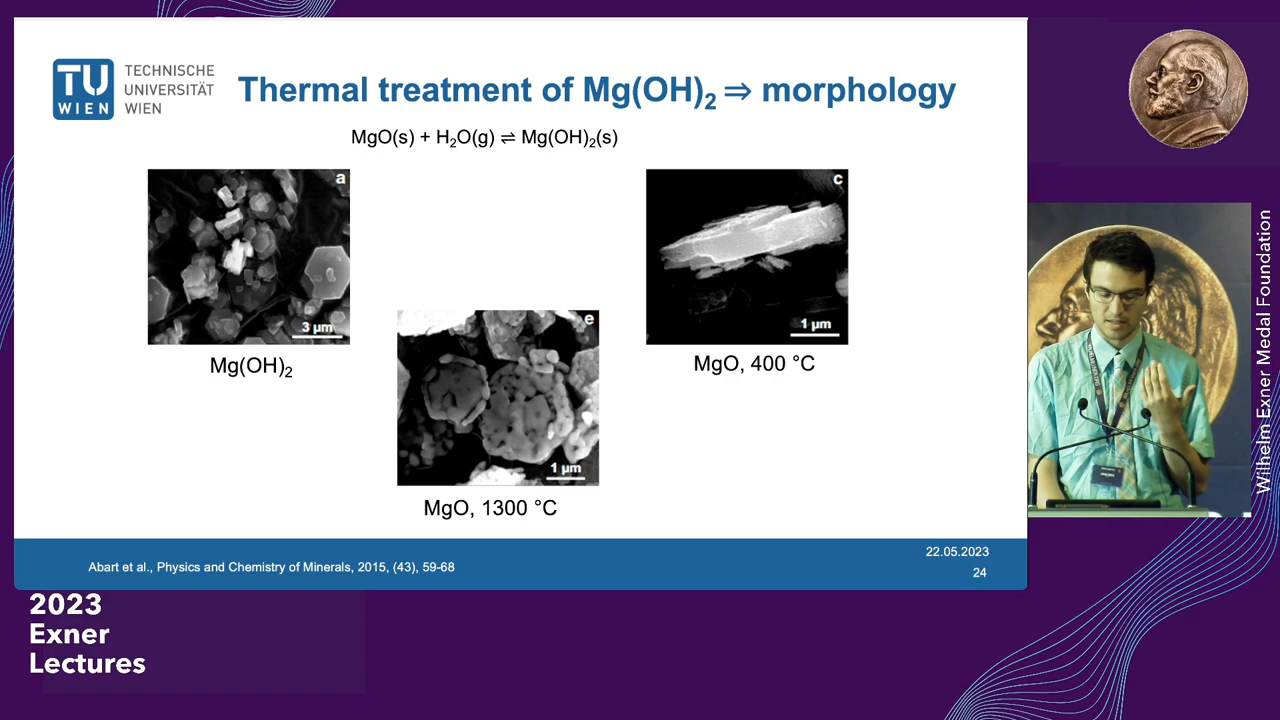 TU
WIEN
TECHNISCHE
UNIVERSITÄT
WIEN
Thermal treatment of Mg(OH)₂ ⇒ morphology
MgO(s) + H₂O(g) ⇌ Mg(OH)₂(s)
a
3 µm
Mg(OH)₂
e
1 µm
MgO, 1300 °C
c
1 µm
MgO, 400 °C
Abart et al., Physics and Chemistry of Minerals, 2015, (43), 59-68
22.05.2023
24
Wilhelm Exner Medal Foundation
2023
Exner
Lectures